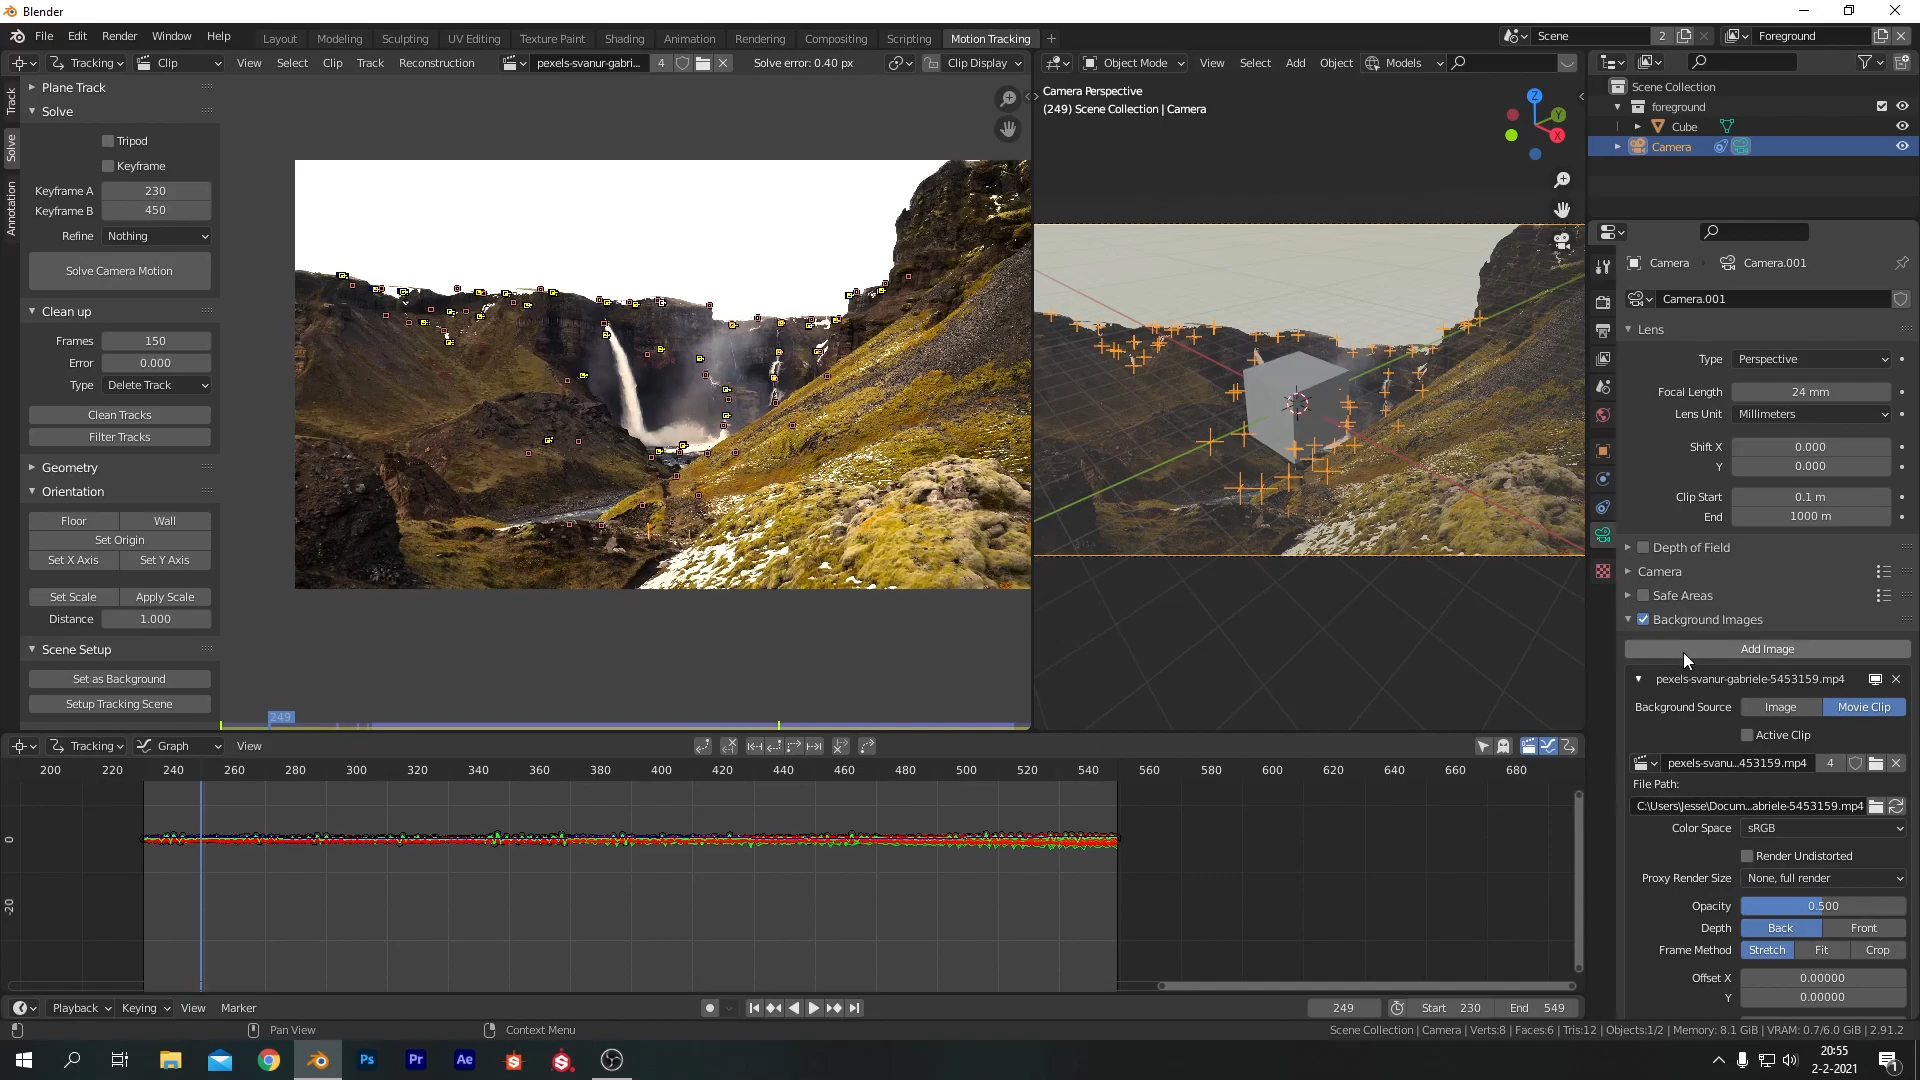 Blender
File Edit Render Window Help Layout Modeling Sculpting UV Editing Texture Paint Shading Animation Rendering Compositing Scripting Motion Tracking + Scene 2 Foreground
Tracking Clip View Select Clip Track Reconstruction pexels-svanur-gabri... 4 Solve error: 0.40 px Clip Display Object Mode View Select Add Object Models
Track
Solve
Annotation
Plane Track
Solve
Tripod
Keyframe
Keyframe A 230
Keyframe B 450
Refine Nothing
Solve Camera Motion
Clean up
Frames 150
Error 0.000
Type Delete Track
Clean Tracks
Filter Tracks
Geometry
Orientation
Floor Wall
Set Origin
Set X Axis Set Y Axis
Set Scale Apply Scale
Distance 1.000
Scene Setup
Set as Background
Setup Tracking Scene
249
Camera Perspective
(249) Scene Collection | Camera
Z
Y
X
Scene Collection
foreground
Cube
Camera
Camera Camera.001
Camera.001
Lens
Type Perspective
Focal Length 24 mm
Lens Unit Millimeters
Shift X 0.000
Y 0.000
Clip Start 0.1 m
End 1000 m
Depth of Field
Camera
Safe Areas
Background Images
Add Image
pexels-svanur-gabriele-5453159.mp4
Background Source Image Movie Clip
Active Clip
pexels-svanu...453159.mp4 4
File Path:
C:\Users\Jesse\Docum...abriele-5453159.mp4
Color Space sRGB
Render Undistorted
Proxy Render Size None, full render
Opacity 0.500
Depth Back Front
Frame Method Stretch Fit Crop
Offset X 0.00000
Y 0.00000
Tracking Graph View
200 220 240 260 280 300 320 340 360 380 400 420 440 460 480 500 520 540 560 580 600 620 640 660 680
0
-20
Playback Keying View Marker 249 Start 230 End 549
Pan View Context Menu Scene Collection | Camera | Verts:8 | Faces:6 | Tris:12 | Objects:1/2 | Memory: 8.1 GiB | VRAM: 0.7/6.0 GiB | 2.91.2
Ps Pr Ae S S
20:55
2-2-2021
1